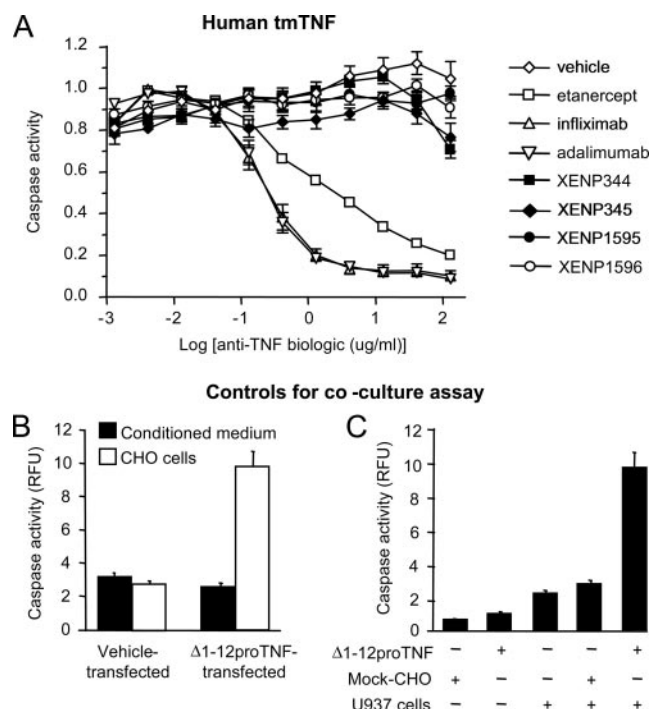 A
Human tmTNF
Caspase activity
1.2
1.0
0.8
0.6
0.4
0.2
0.0
-3 -2 -1 0 1 2
Log [anti-TNF biologic (ug/ml)]
vehicle
etanercept
infliximab
adalimumab
XENP344
XENP345
XENP1595
XENP1596
Controls for co -culture assay
B
Conditioned medium
CHO cells
Caspase activity (RFU)
12
10
8
6
4
2
0
Vehicle-
transfected
Δ1-12proTNF-
transfected
C
Caspase activity (RFU)
12
10
8
6
4
2
0
Δ1-12proTNF − + − − +
Mock-CHO + − − + −
U937 cells − − + + +